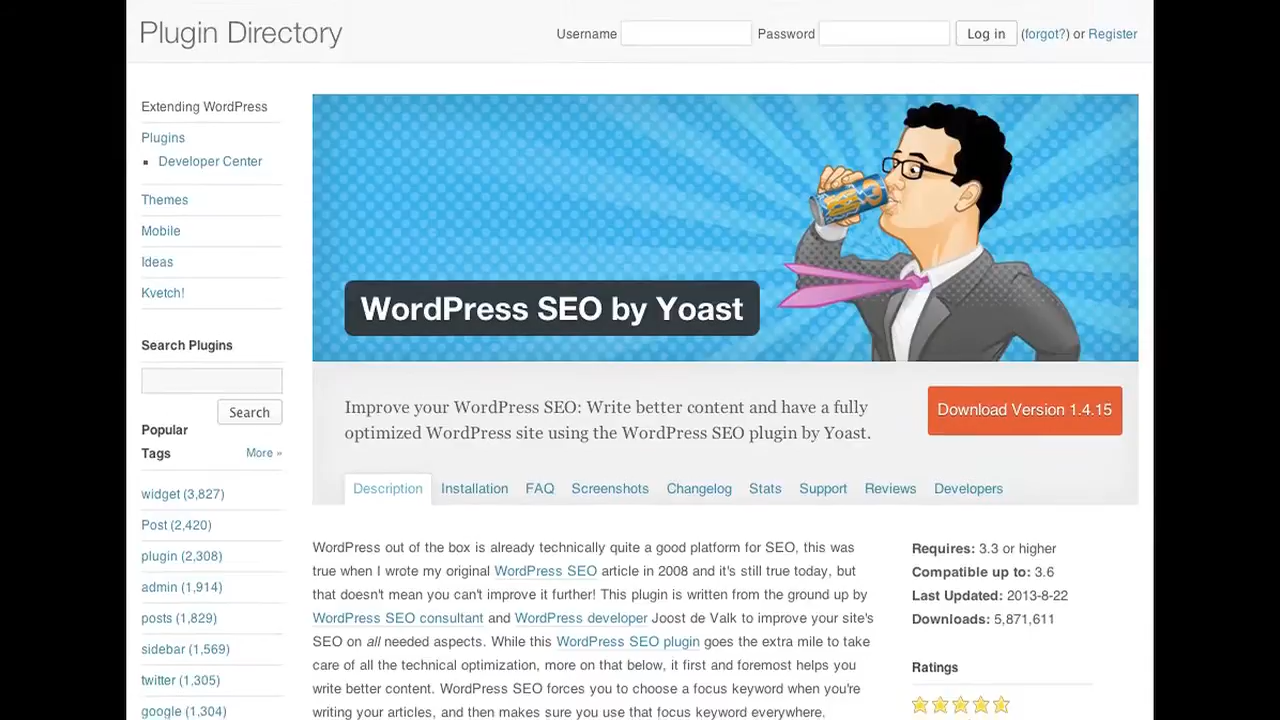 Plugin Directory
Username
Password
Log in
(forgot?) or Register
Extending WordPress
Plugins
Developer Center
Themes
Mobile
Ideas
Kvetch!
Search Plugins
Search
Popular
Tags
More »
widget (3,827)
Post (2,420)
plugin (2,308)
admin (1,914)
posts (1,829)
sidebar (1,569)
twitter (1,305)
google (1,304)
WordPress SEO by Yoast
Improve your WordPress SEO: Write better content and have a fully
optimized WordPress site using the WordPress SEO plugin by Yoast.
Download Version 1.4.15
Description Installation FAQ Screenshots Changelog Stats Support Reviews Developers
WordPress out of the box is already technically quite a good platform for SEO, this was
true when I wrote my original WordPress SEO article in 2008 and it's still true today, but
that doesn't mean you can't improve it further! This plugin is written from the ground up by
WordPress SEO consultant and WordPress developer Joost de Valk to improve your site's
SEO on all needed aspects. While this WordPress SEO plugin goes the extra mile to take
care of all the technical optimization, more on that below, it first and foremost helps you
write better content. WordPress SEO forces you to choose a focus keyword when you're
writing your articles, and then makes sure you use that focus keyword everywhere.
Requires: 3.3 or higher
Compatible up to: 3.6
Last Updated: 2013-8-22
Downloads: 5,871,611
Ratings